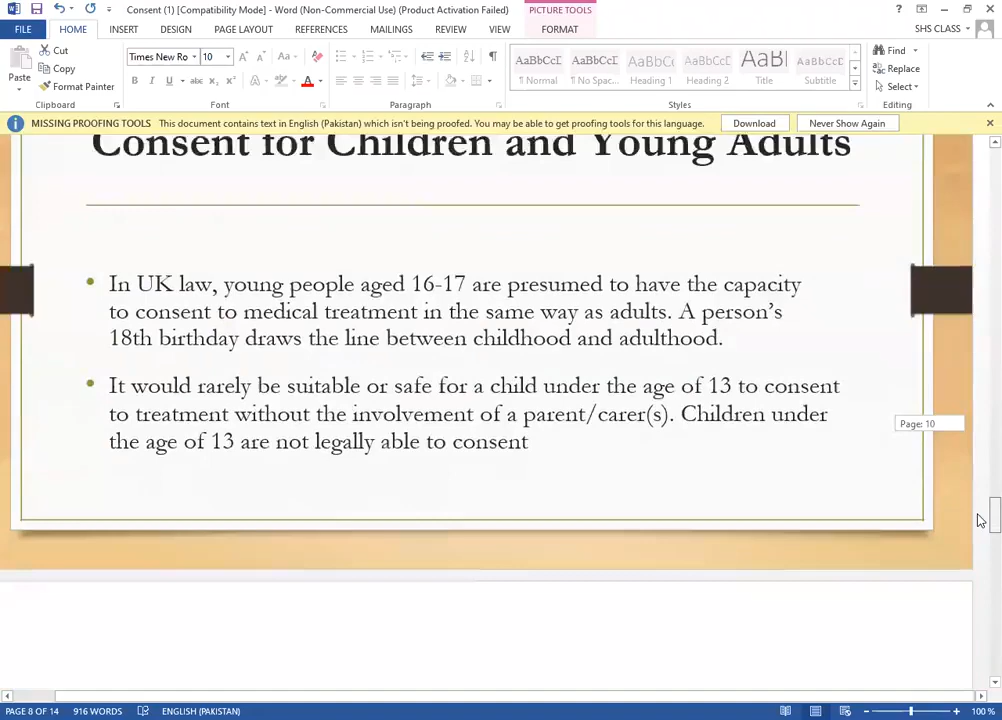 Consent (1) [Compatibility Mode] - Word (Non-Commercial Use) (Product Activation Failed)
PICTURE TOOLS
FILE HOME INSERT DESIGN PAGE LAYOUT REFERENCES MAILINGS REVIEW VIEW FORMAT SHS CLASS
Paste
Cut
Copy
Format Painter
Clipboard
Times New Ro 10
Font
Paragraph
AaBbCcD AaBbCcD AaBbC AaBbCcD AaBl AaBbCcD
¶ Normal ¶ No Spac... Heading 1 Heading 2 Title Subtitle
Styles
Find
Replace
Select
Editing
MISSING PROOFING TOOLS This document contains text in English (Pakistan) which isn't being proofed. You may be able to get proofing tools for this language. Download Never Show Again
Consent for Children and Young Adults
• In UK law, young people aged 16-17 are presumed to have the capacity
to consent to medical treatment in the same way as adults. A person's
18th birthday draws the line between childhood and adulthood.
• It would rarely be suitable or safe for a child under the age of 13 to consent
to treatment without the involvement of a parent/carer(s). Children under
the age of 13 are not legally able to consent
Page: 10
PAGE 8 OF 14 916 WORDS ENGLISH (PAKISTAN) 100 %